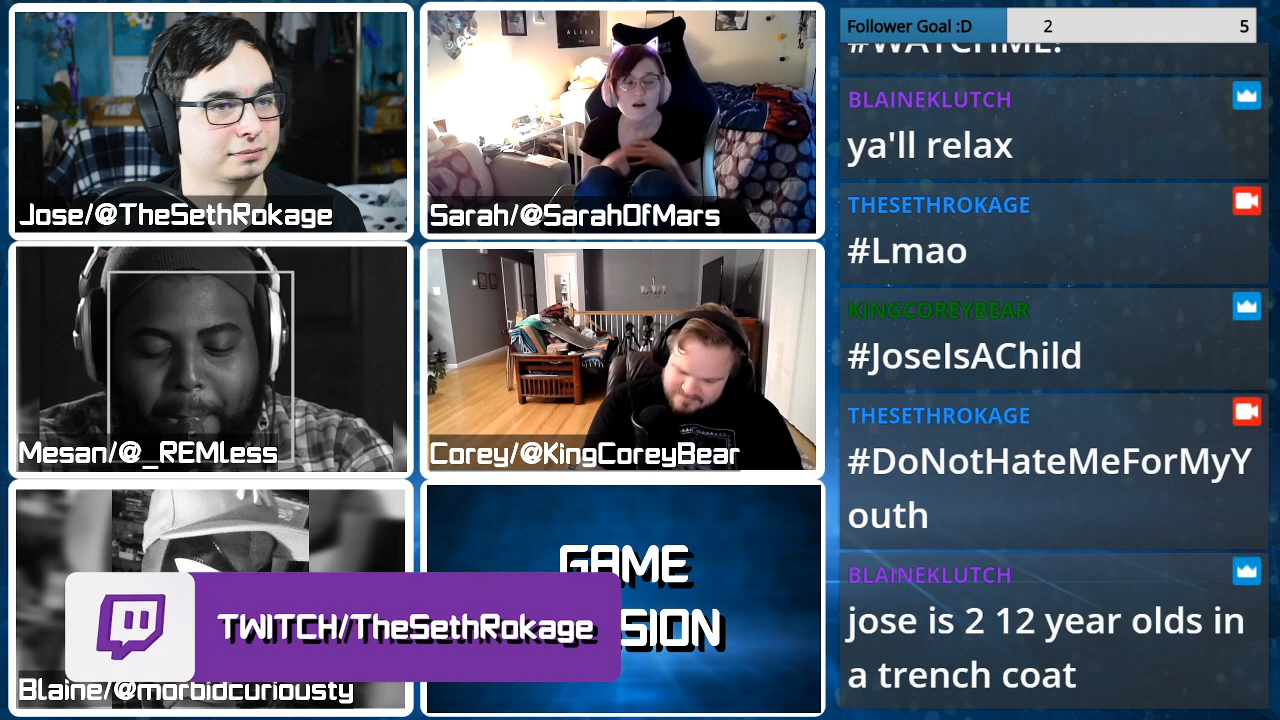 Jose/@TheSethRokage
ALIEN
Sarah/@SarahOfMars
Mesan/@_REMLess
Corey/@KingCoreyBear
GAME
SION
TWITCH/TheSethRokage
Blaine/@morbidcuriousty
Follower Goal :D 2 5
#WATCHME!
BLAINEKLUTCH
ya'll relax
THESETHROKAGE
#Lmao
KINGCOREYBEAR
#JoseIsAChild
THESETHROKAGE
#DoNotHateMeForMyY
outh
BLAINEKLUTCH
jose is 2 12 year olds in
a trench coat